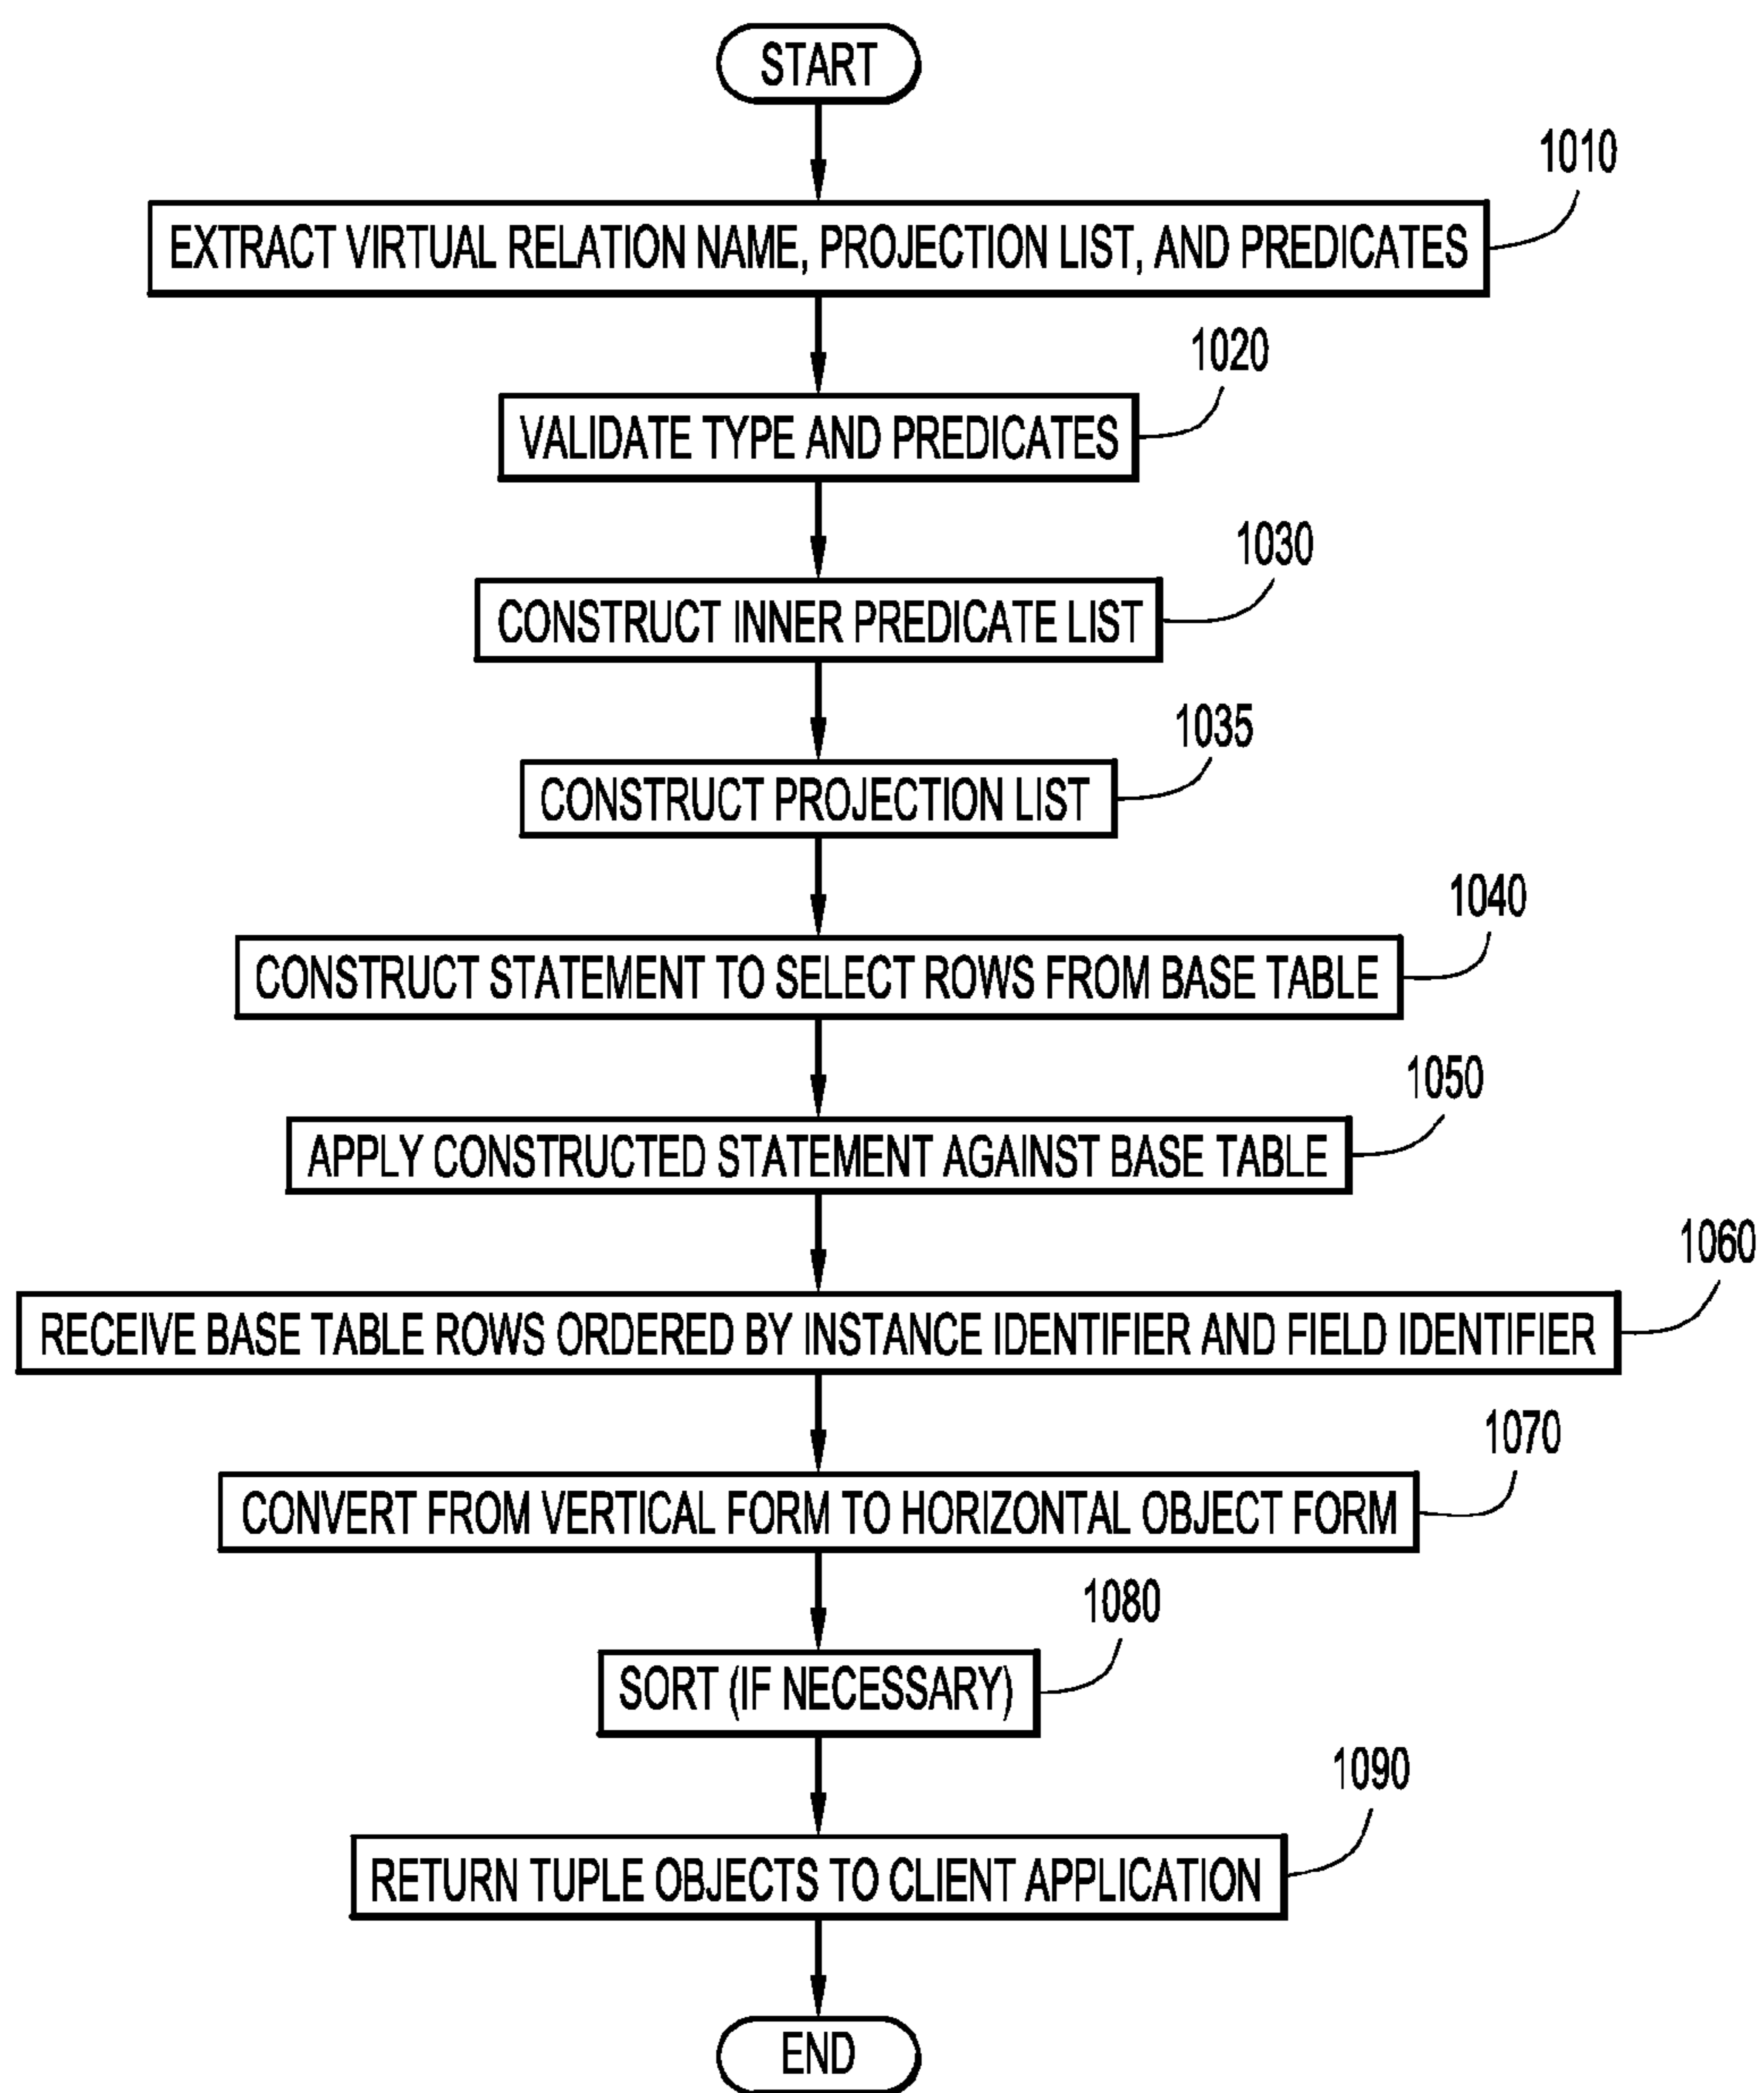 START
1010
EXTRACT VIRTUAL RELATION NAME, PROJECTION LIST, AND PREDICATES
1020
VALIDATE TYPE AND PREDICATES
1030
CONSTRUCT INNER PREDICATE LIST
1035
CONSTRUCT PROJECTION LIST
1040
CONSTRUCT STATEMENT TO SELECT ROWS FROM BASE TABLE
1050
APPLY CONSTRUCTED STATEMENT AGAINST BASE TABLE
1060
RECEIVE BASE TABLE ROWS ORDERED BY INSTANCE IDENTIFIER AND FIELD IDENTIFIER
1070
CONVERT FROM VERTICAL FORM TO HORIZONTAL OBJECT FORM
1080
SORT (IF NECESSARY)
1090
RETURN TUPLE OBJECTS TO CLIENT APPLICATION
END